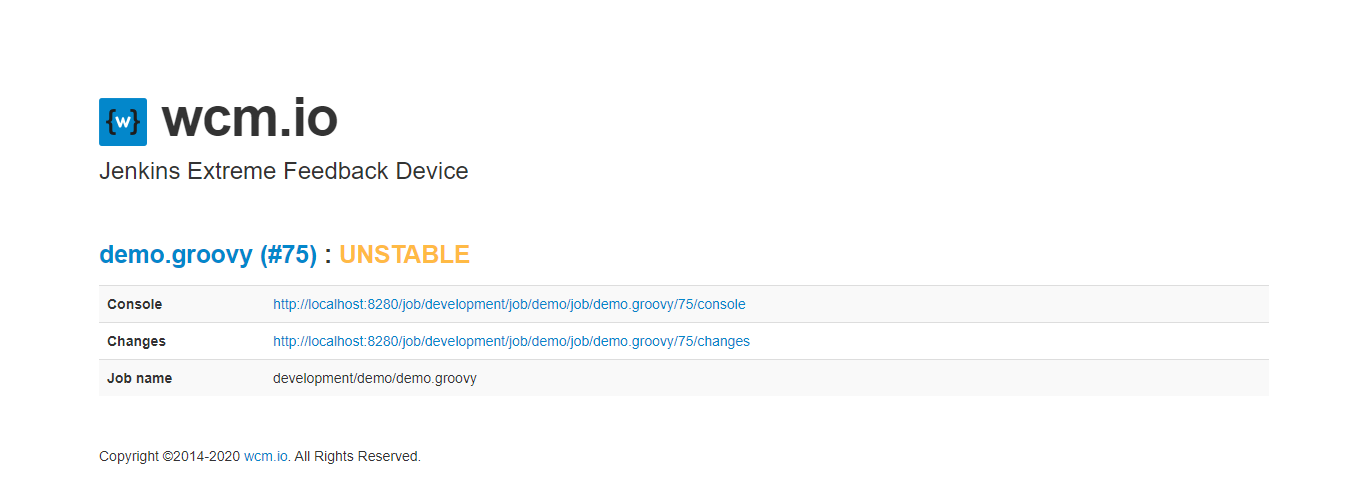 {w} wcm.io
Jenkins Extreme Feedback Device
demo.groovy (#75) : UNSTABLE
Console http://localhost:8280/job/development/job/demo/job/demo.groovy/75/console
Changes http://localhost:8280/job/development/job/demo/job/demo.groovy/75/changes
Job name development/demo/demo.groovy
Copyright ©2014-2020 wcm.io. All Rights Reserved.